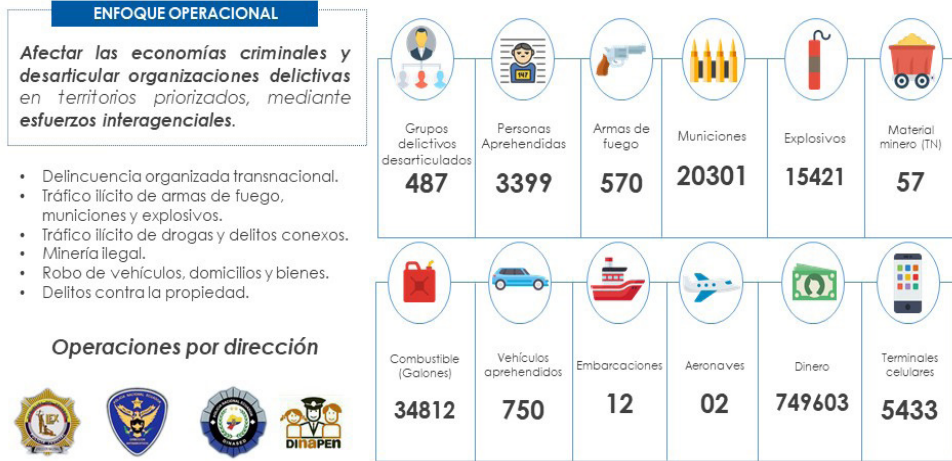 ENFOQUE OPERACIONAL
Afectar las economías criminales y
desarticular organizaciones delictivas
en territorios priorizados, mediante
esfuerzos interagenciales.
• Delincuencia organizada transnacional.
• Tráfico ilícito de armas de fuego,
municiones y explosivos.
• Tráfico ilícito de drogas y delitos conexos.
• Minería ilegal.
• Robo de vehículos, domicilios y bienes.
• Delitos contra la propiedad.
Operaciones por dirección
DINASED
DINAPEN
Grupos
delictivos
desarticulados
487
147
Personas
Aprehendidas
3399
Armas de
fuego
570
Municiones
20301
Explosivos
15421
Material
minero (TN)
57
Combustible
(Galones)
34812
Vehículos
aprehendidos
750
Embarcaciones
12
Aeronaves
02
Dinero
749603
Terminales
celulares
5433